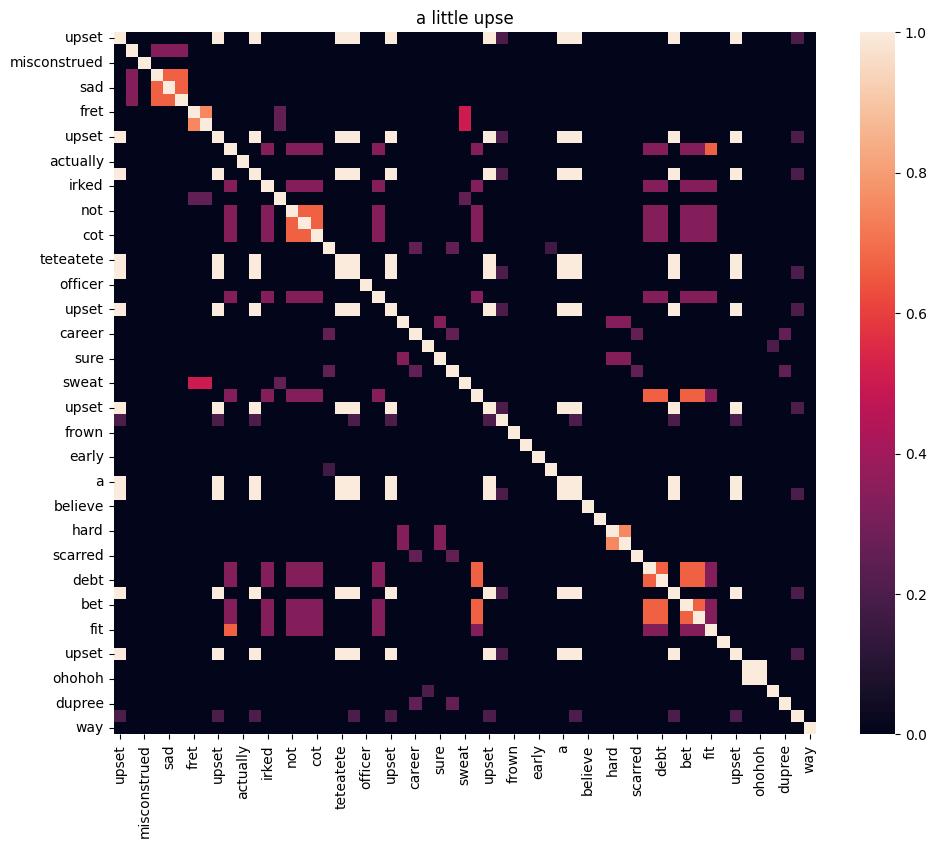 a little upse
upset
misconstrued
sad
fret
upset
actually
irked
not
cot
teteatete
officer
upset
career
sure
sweat
upset
frown
early
a
believe
hard
scarred
debt
bet
fit
upset
ohohoh
dupree
way
upset
misconstrued
sad
fret
upset
actually
irked
not
cot
teteatete
officer
upset
career
sure
sweat
upset
frown
early
a
believe
hard
scarred
debt
bet
fit
upset
ohohoh
dupree
way
1.0
0.8
0.6
0.4
0.2
0.0